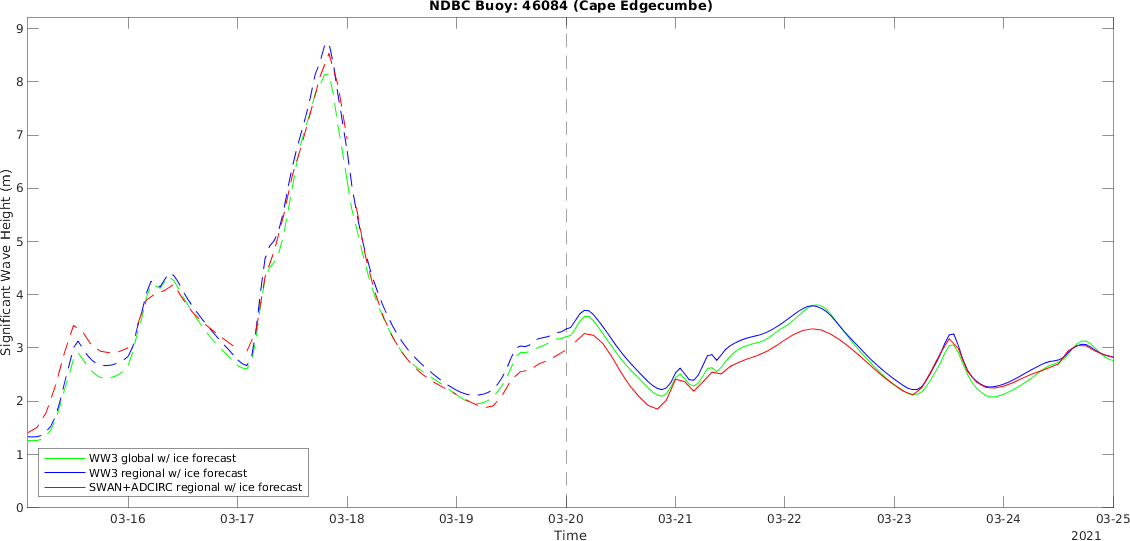 NDBC Buoy: 46084 (Cape Edgecumbe)
Significant Wave Height (m)
9
8
7
6
5
4
3
2
1
0
WW3 global w/ ice forecast
WW3 regional w/ ice forecast
SWAN+ADCIRC regional w/ ice forecast
03-16 03-17 03-18 03-19 03-20 03-21 03-22 03-23 03-24 03-25
Time
2021